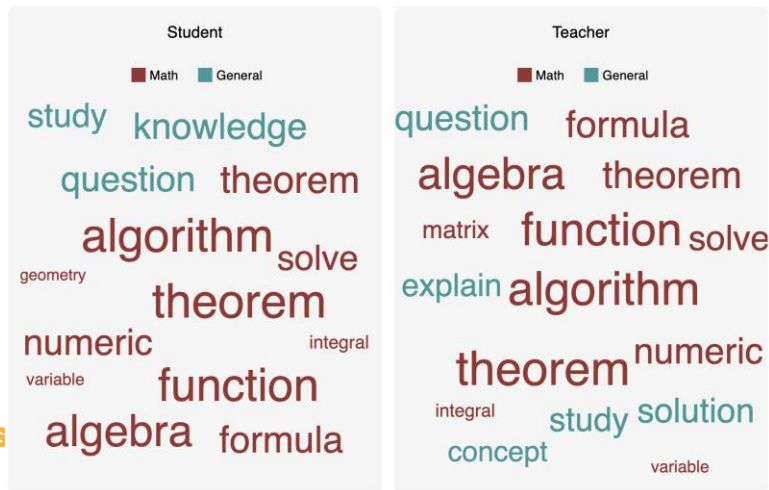 Student
Math General
study knowledge
question theorem
algorithm solve
geometry
theorem
numeric integral
variable function
algebra formula
Teacher
Math General
question formula
algebra theorem
matrix function solve
explain algorithm
theorem numeric
integral study solution
concept
variable
s